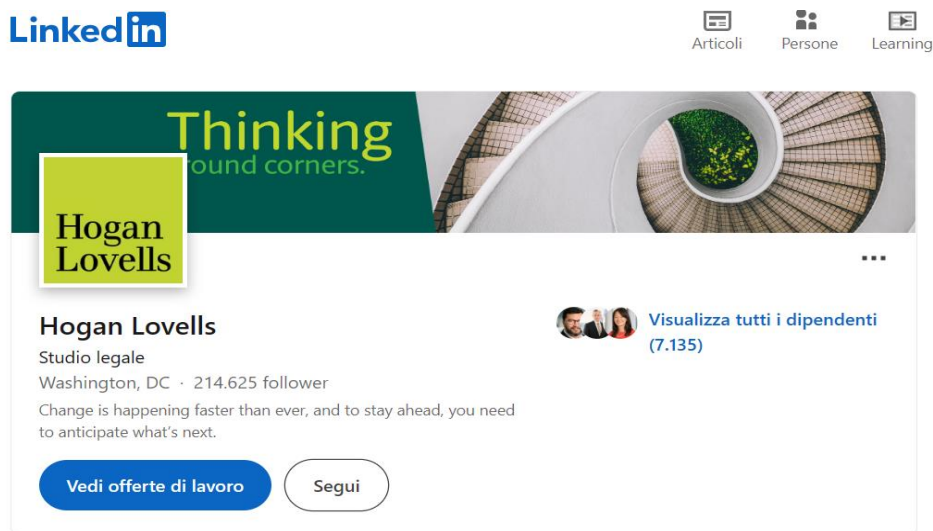 Linkedin
Articoli
Persone
Learning
Thinking
ound corners.
Hogan
Lovells
Hogan Lovells
Studio legale
Washington, DC · 214.625 follower
Change is happening faster than ever, and to stay ahead, you need
to anticipate what's next.
Visualizza tutti i dipendenti
(7.135)
Vedi offerte di lavoro
Segui